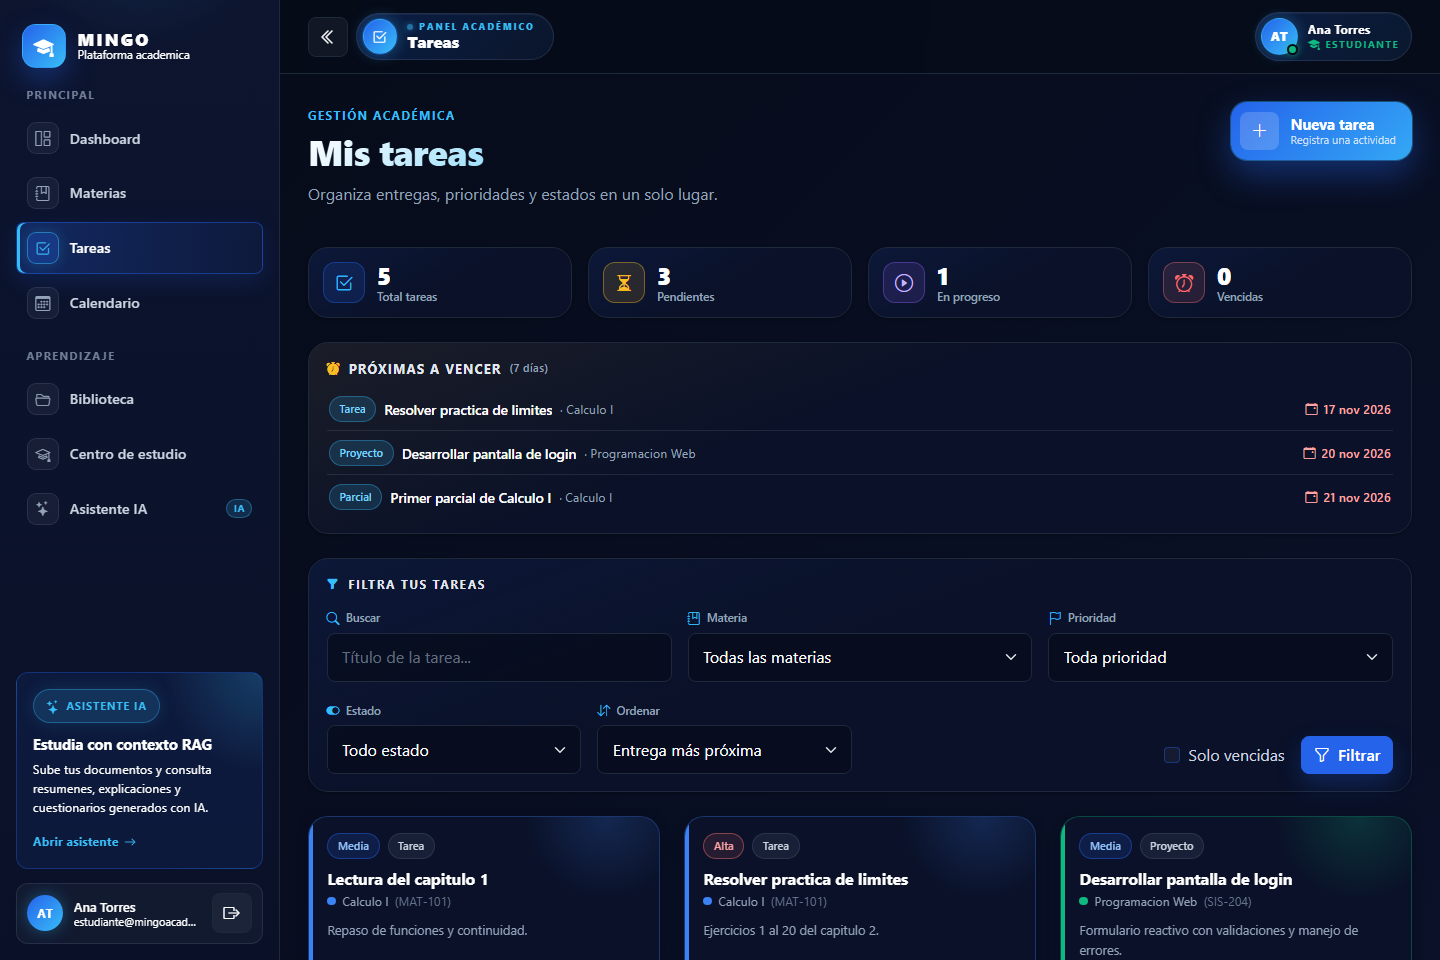 MINGO
Plataforma academica
PRINCIPAL
Dashboard
Materias
Tareas
Calendario
APRENDIZAJE
Biblioteca
Centro de estudio
Asistente IA
IA
ASISTENTE IA
Estudia con contexto RAG
Sube tus documentos y consulta
resumenes, explicaciones y
cuestionarios generados con IA.
Abrir asistente →
AT
Ana Torres
estudiante@mingoacad...
PANEL ACADÉMICO
Tareas
AT
Ana Torres
ESTUDIANTE
GESTIÓN ACADÉMICA
Mis tareas
Organiza entregas, prioridades y estados en un solo lugar.
Nueva tarea
Registra una actividad
5
Total tareas
3
Pendientes
1
En progreso
0
Vencidas
PRÓXIMAS A VENCER (7 días)
Tarea Resolver practica de limites · Calculo I 17 nov 2026
Proyecto Desarrollar pantalla de login · Programacion Web 20 nov 2026
Parcial Primer parcial de Calculo I · Calculo I 21 nov 2026
FILTRA TUS TAREAS
Buscar
Título de la tarea...
Materia
Todas las materias
Prioridad
Toda prioridad
Estado
Todo estado
Ordenar
Entrega más próxima
Solo vencidas
Filtrar
Media Tarea
Lectura del capitulo 1
Calculo I (MAT-101)
Repaso de funciones y continuidad.
Alta Tarea
Resolver practica de limites
Calculo I (MAT-101)
Ejercicios 1 al 20 del capitulo 2.
Media Proyecto
Desarrollar pantalla de login
Programacion Web (SIS-204)
Formulario reactivo con validaciones y manejo de
errores.